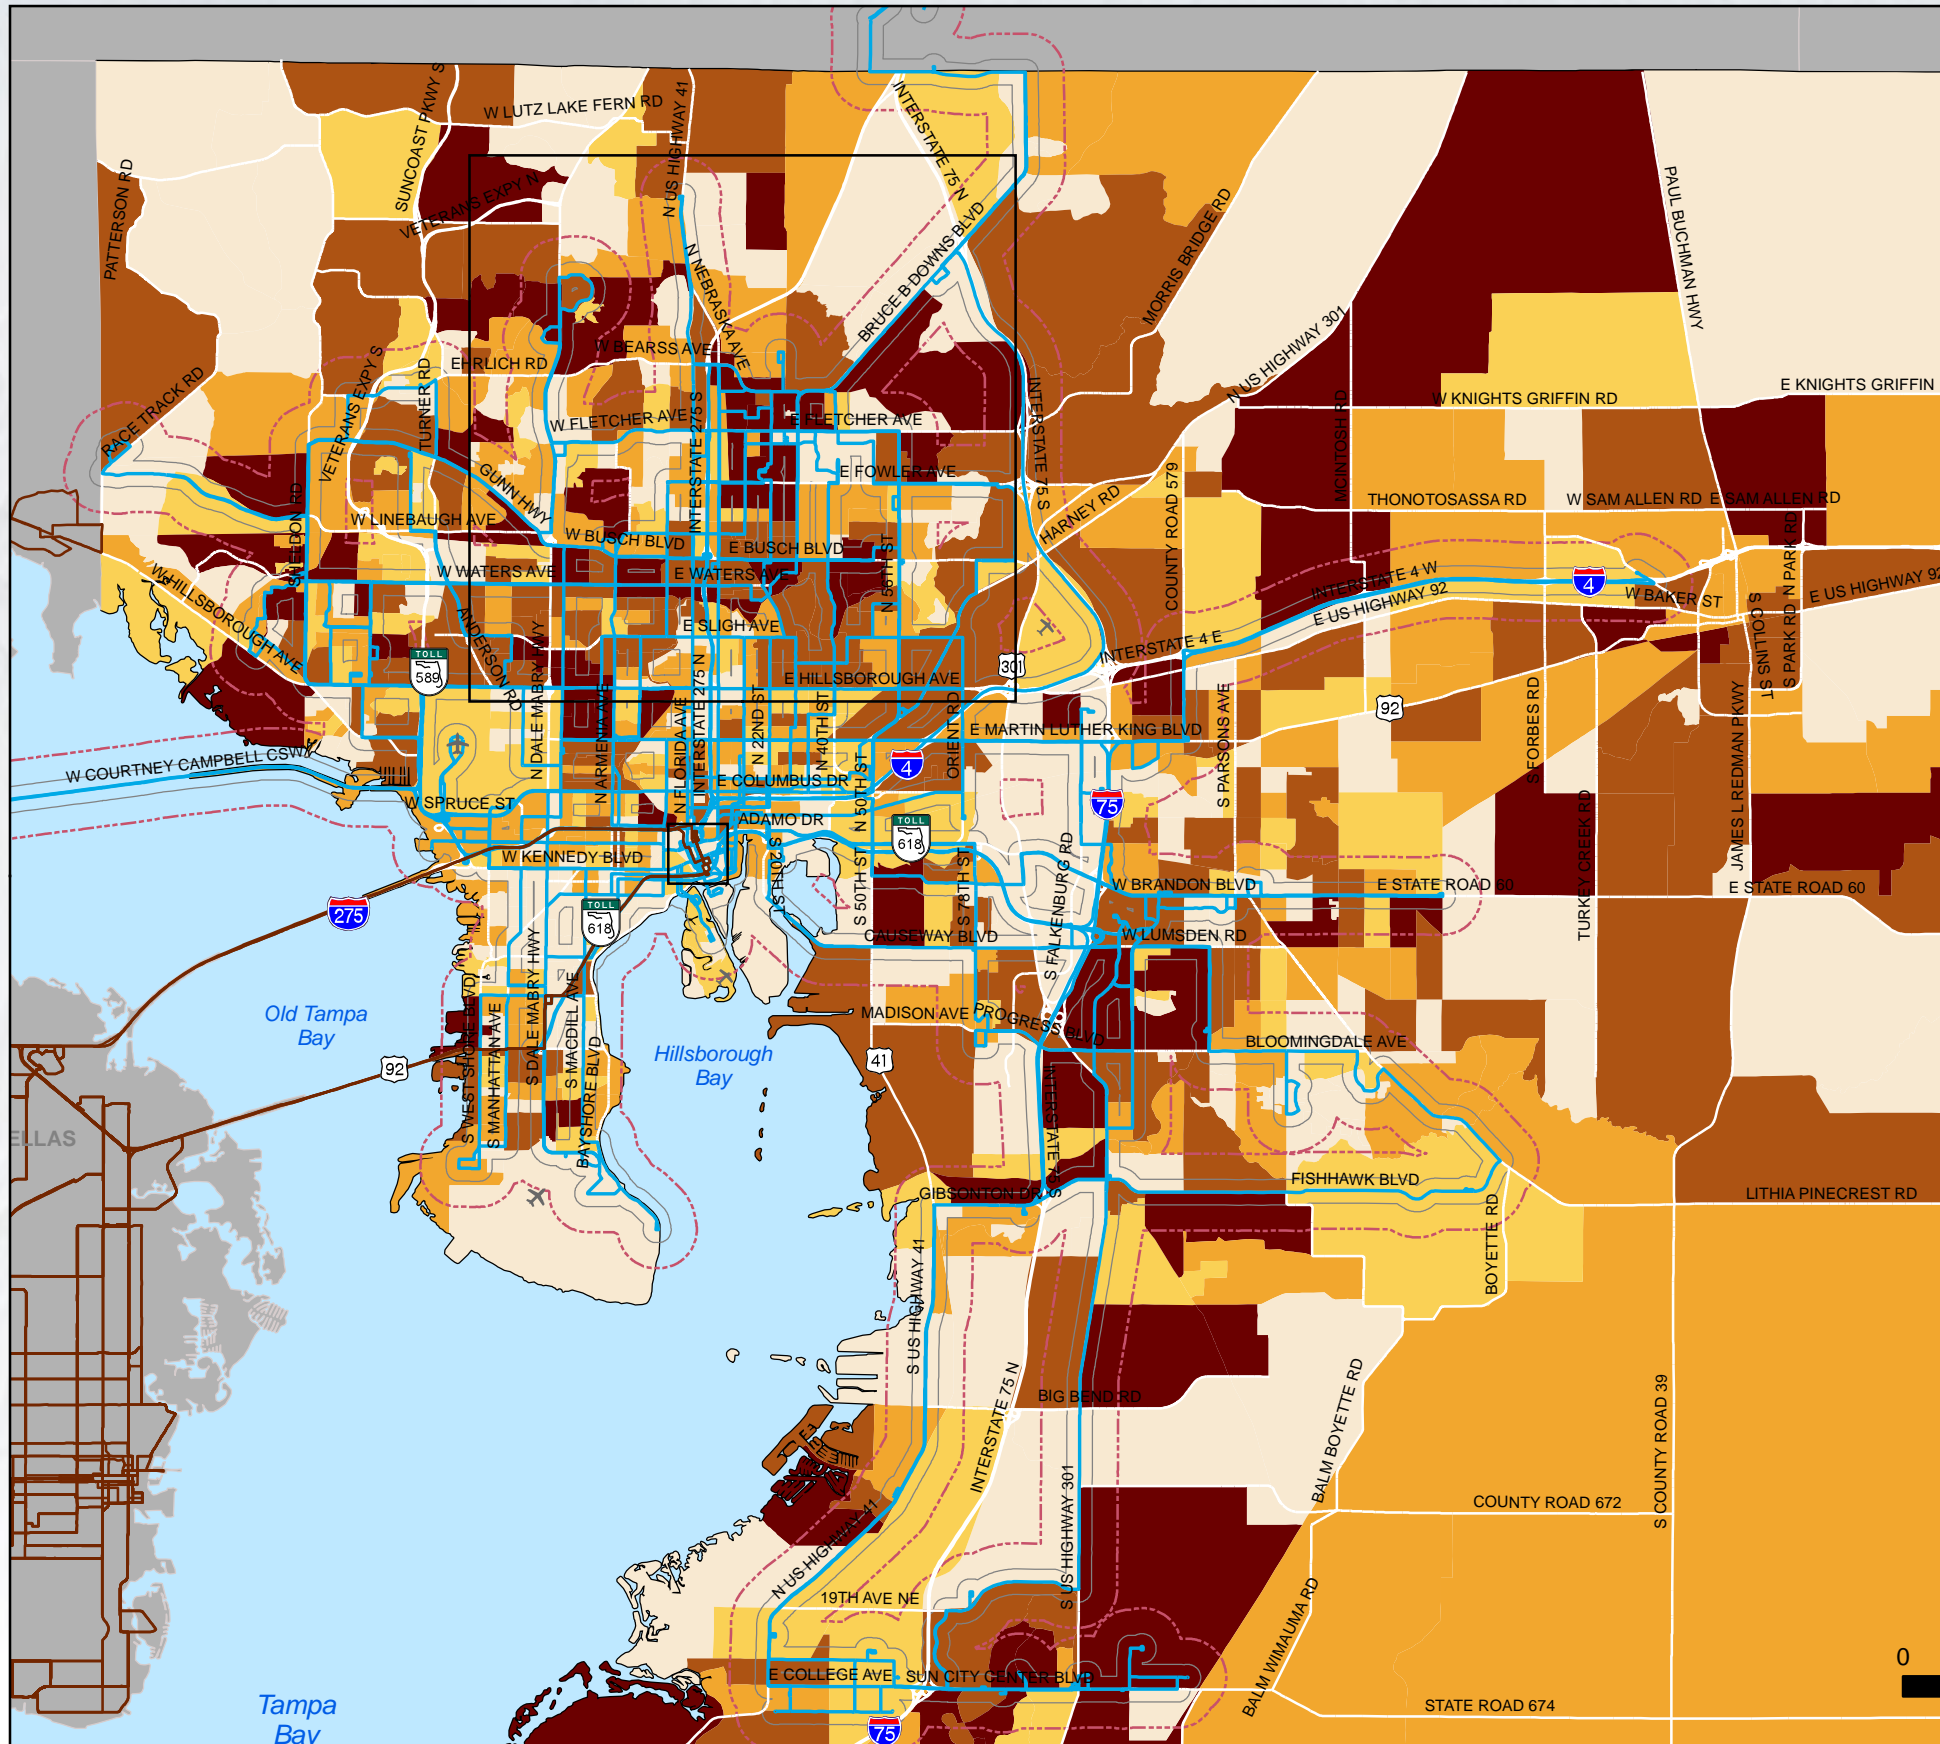 W LUTZ LAKE FERN RD
SUNCOAST PKWY S
N US HIGHWAY 41
INTERSTATE 75 N
PATTERSON RD
VETERANS EXPY N
BRUCE B DOWNS BLVD
MORRIS BRIDGE RD
PAUL BUCHMAN HWY
N NEBRASKA AVE
W BEARSS AVE
EHRLICH RD
VETERANS EXPY S
TURNER RD
RACE TRACK RD
N US HIGHWAY 301
E KNIGHTS GRIFFIN
W KNIGHTS GRIFFIN RD
MCINTOSH RD
W FLETCHER AVE
E FLETCHER AVE
INTERSTATE 275 S
INTERSTATE 75 S
E FOWLER AVE
GUNN HWY
HARNEY RD
COUNTY ROAD 579
THONOTOSASSA RD
W SAM ALLEN RD
E SAM ALLEN RD
SHELDON RD
W LINEBAUGH AVE
W BUSCH BLVD
E BUSCH BLVD
N 56TH ST
N PARK RD
W WATERS AVE
E WATERS AVE
W HILLSBOROUGH AVE
INTERSTATE 4 W
4
E US HIGHWAY 92
W BAKER ST
E US HIGHWAY 92
ANDERSON RD
E SLIGH AVE
INTERSTATE 4 E
S COLLINS ST
S PARK RD
TOLL
589
301
E HILLSBOROUGH AVE
N DALE MABRY HWY
N ARMENIA AVE
N FLORIDA AVE
INTERSTATE 275 N
N 22ND ST
N 40TH ST
ORIENT RD
92
E MARTIN LUTHER KING BLVD
S PARSONS AVE
S FORBES RD
W COURTNEY CAMPBELL CSWY
4
E COLUMBUS DR
N 50TH ST
W SPRUCE ST
75
ADAMO DR
TOLL
618
W KENNEDY BLVD
S 20TH ST
S 50TH ST
S 78TH ST
S FALKENBURG RD
W BRANDON BLVD
E STATE ROAD 60
E STATE ROAD 60
TURKEY CREEK RD
JAMES L REDMAN PKWY
275
TOLL
618
CAUSEWAY BLVD
W LUMSDEN RD
Old Tampa
Bay
Hillsborough
Bay
S WEST SHORE BLVD
S MANHATTAN AVE
S DALE MABRY HWY
S MACDILL AVE
BAYSHORE BLVD
MADISON AVE
PROGRESS BLVD
BLOOMINGDALE AVE
92
41
INTERSTATE 75 S
ELLAS
FISHHAWK BLVD
GIBSONTON DR
LITHIA PINECREST RD
BOYETTE RD
S US HIGHWAY 41
BIG BEND RD
INTERSTATE 75 N
BALM BOYETTE RD
S COUNTY ROAD 39
N US HIGHWAY 41
S US HIGHWAY 301
COUNTY ROAD 672
19TH AVE NE
BALM WIMAUMA RD
E COLLEGE AVE
SUN CITY CENTER BLVD
0
STATE ROAD 674
Tampa
Bay
75